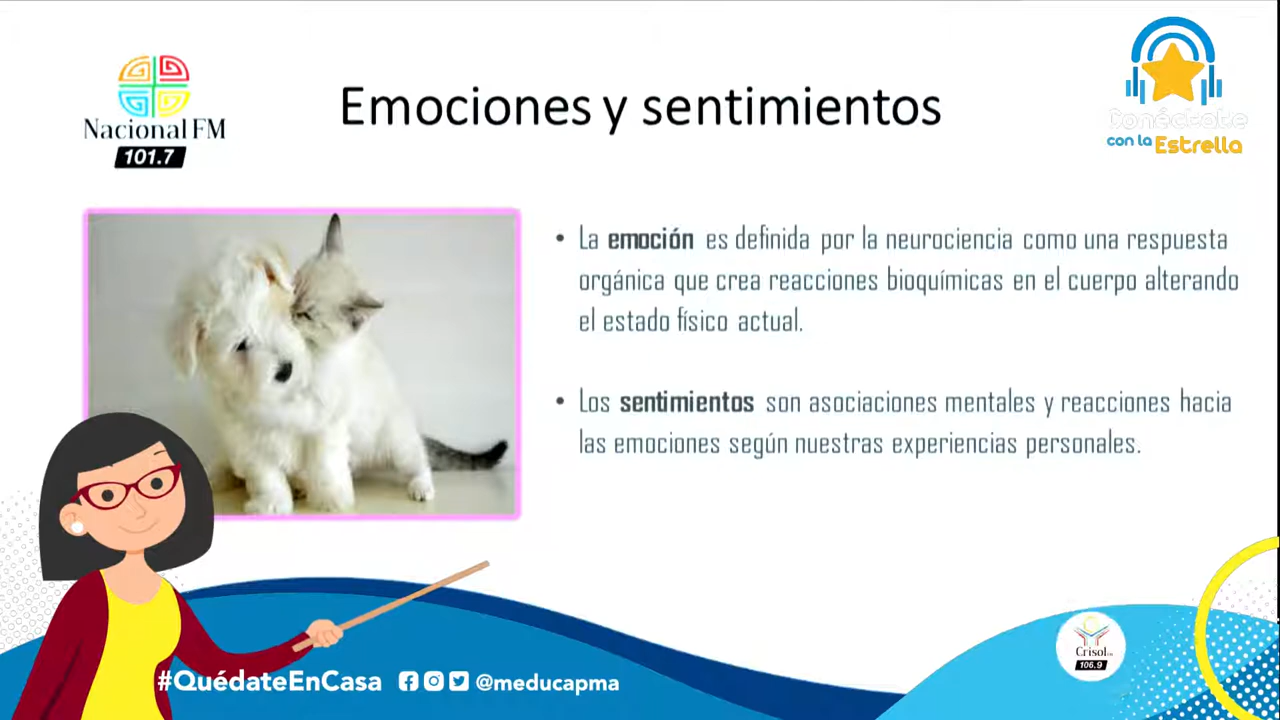 Nacional FM
101.7
Emociones y sentimientos
Conéctate
con la Estrella
• La emoción es definida por la neurociencia como una respuesta
orgánica que crea reacciones bioquímicas en el cuerpo alterando
el estado físico actual.
• Los sentimientos son asociaciones mentales y reacciones hacia
las emociones según nuestras experiencias personales.
#QuédateEnCasa @meducapma
Crisol FM
106.9